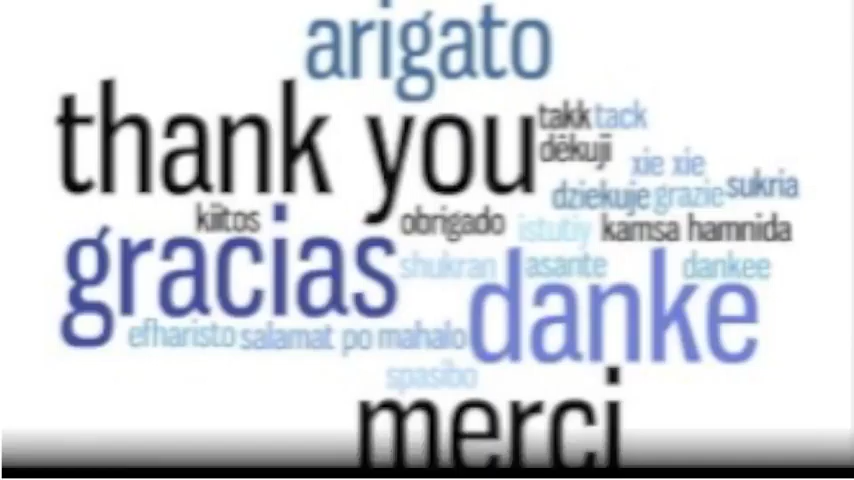 arigato
thank you takk tack
děkuji xie xie
dziekuje grazie sukria
kiitos obrigado istutiy kamsa hamnida
gracias shukran asante dankee
efharisto salamat po mahalo danke
spasibo
merci